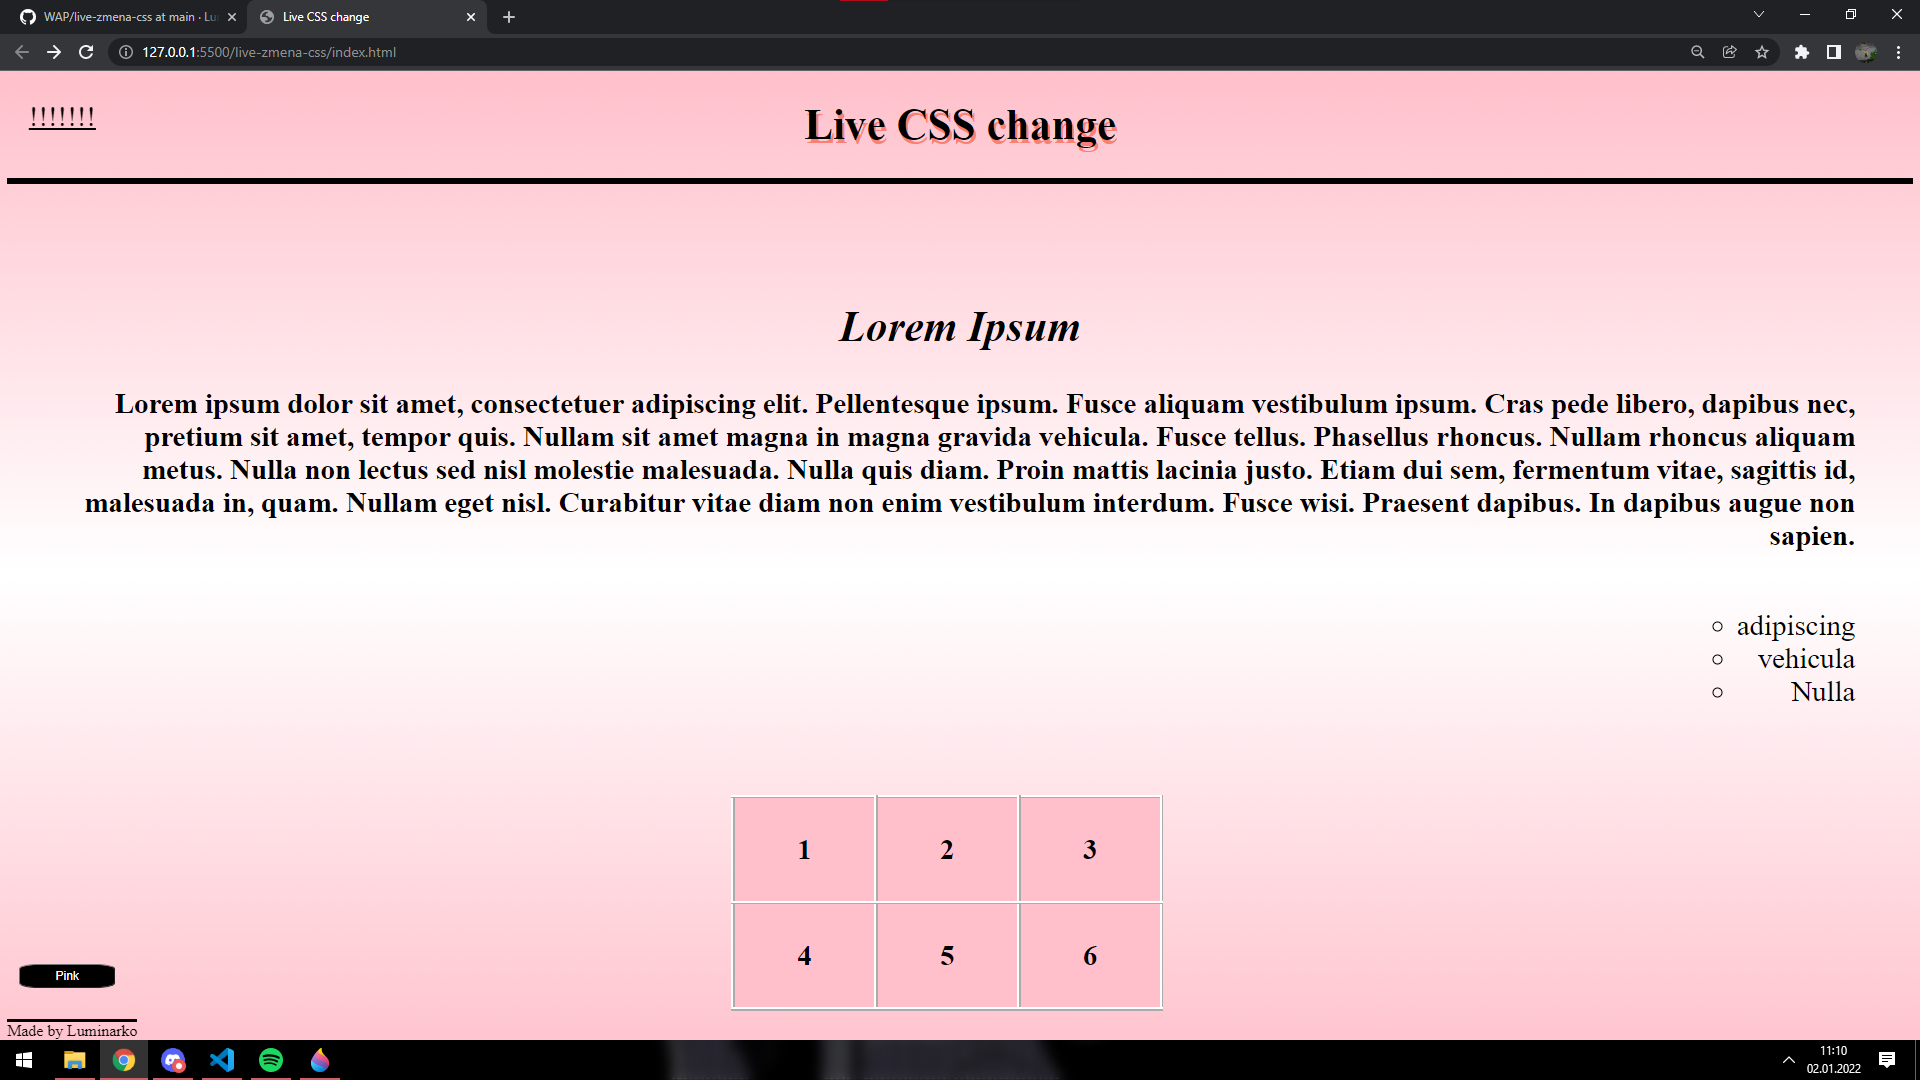 WAP/live-zmena-css at main · Lu
Live CSS change
127.0.0.1:5500/live-zmena-css/index.html
!!!!!!!
Live CSS change
Lorem Ipsum
Lorem ipsum dolor sit amet, consectetuer adipiscing elit. Pellentesque ipsum. Fusce aliquam vestibulum ipsum. Cras pede libero, dapibus nec,
pretium sit amet, tempor quis. Nullam sit amet magna in magna gravida vehicula. Fusce tellus. Phasellus rhoncus. Nullam rhoncus aliquam
metus. Nulla non lectus sed nisl molestie malesuada. Nulla quis diam. Proin mattis lacinia justo. Etiam dui sem, fermentum vitae, sagittis id,
malesuada in, quam. Nullam eget nisl. Curabitur vitae diam non enim vestibulum interdum. Fusce wisi. Praesent dapibus. In dapibus augue non
sapien.
adipiscing
vehicula
Nulla
1 2 3
4 5 6
Pink
Made by Luminarko
11:10
02.01.2022